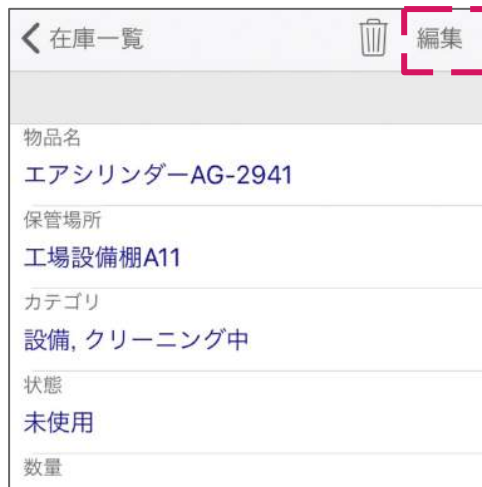 在庫一覧
編集
物品名
エアシリンダーAG-2941
保管場所
工場設備棚A11
カテゴリ
設備, クリーニング中
状態
未使用
数量